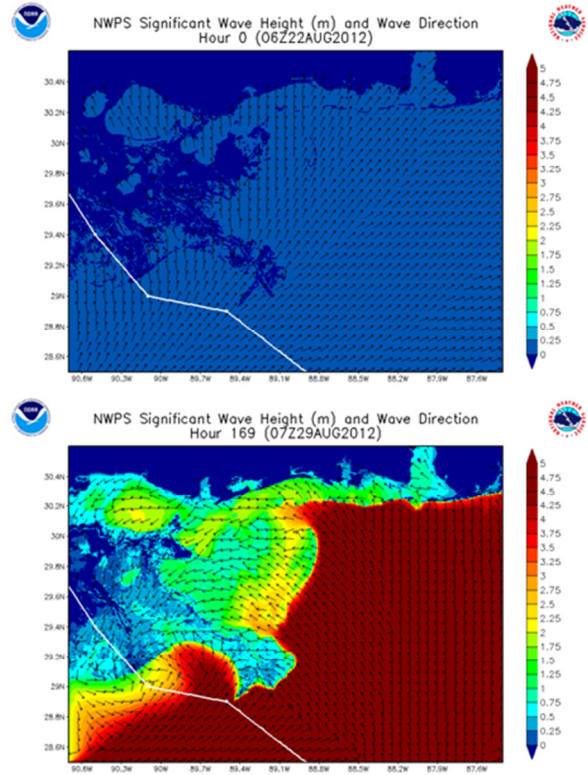 NWPS Significant Wave Height (m) and Wave Direction
Hour 0 (06Z22AUG2012)
30.4N
30.2N
30N
29.8N
29.6N
29.4N
29.2N
29N
28.8N
28.6N
90.6W 90.3W 90W 89.7W 89.4W 89.1W 88.8W 88.5W 88.2W 87.9W 87.6W
5
4.75
4.5
4.25
4
3.75
3.5
3.25
3
2.75
2.5
2.25
2
1.75
1.5
1.25
1
0.75
0.5
0.25
0
NWPS Significant Wave Height (m) and Wave Direction
Hour 169 (07Z29AUG2012)
30.4N
30.2N
30N
29.8N
29.6N
29.4N
29.2N
29N
28.8N
28.6N
90.6W 90.3W 90W 89.7W 89.4W 89.1W 88.8W 88.5W 88.2W 87.9W 87.6W
5
4.75
4.5
4.25
4
3.75
3.5
3.25
3
2.75
2.5
2.25
2
1.75
1.5
1.25
1
0.75
0.5
0.25
0